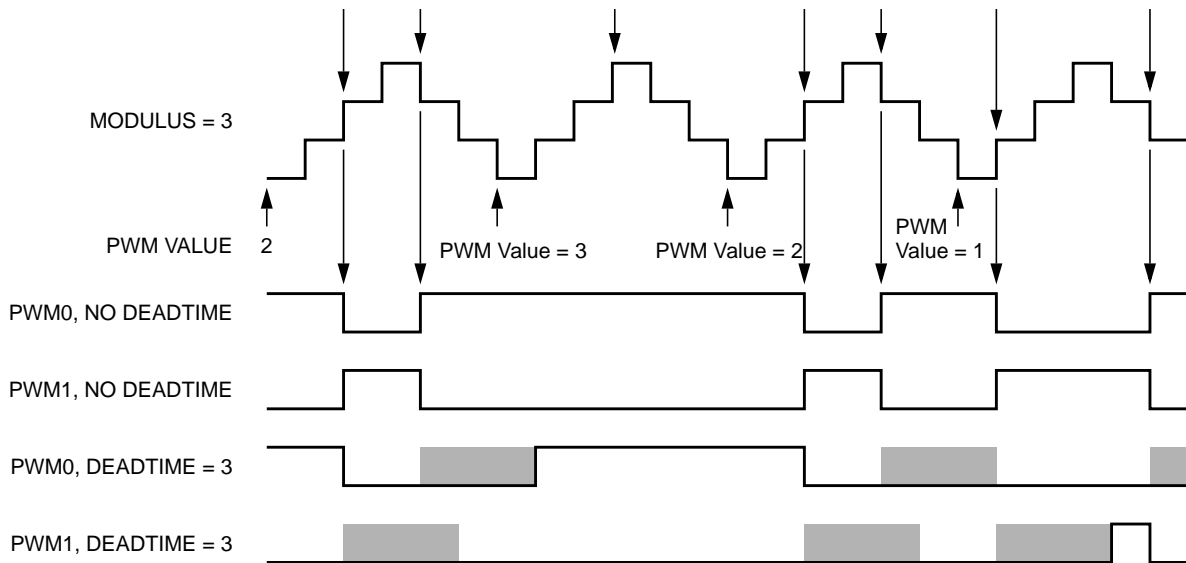 MODULUS = 3
PWM VALUE 2
PWM Value = 3
PWM Value = 2
PWM
Value = 1
PWM0, NO DEADTIME
PWM1, NO DEADTIME
PWM0, DEADTIME = 3
PWM1, DEADTIME = 3